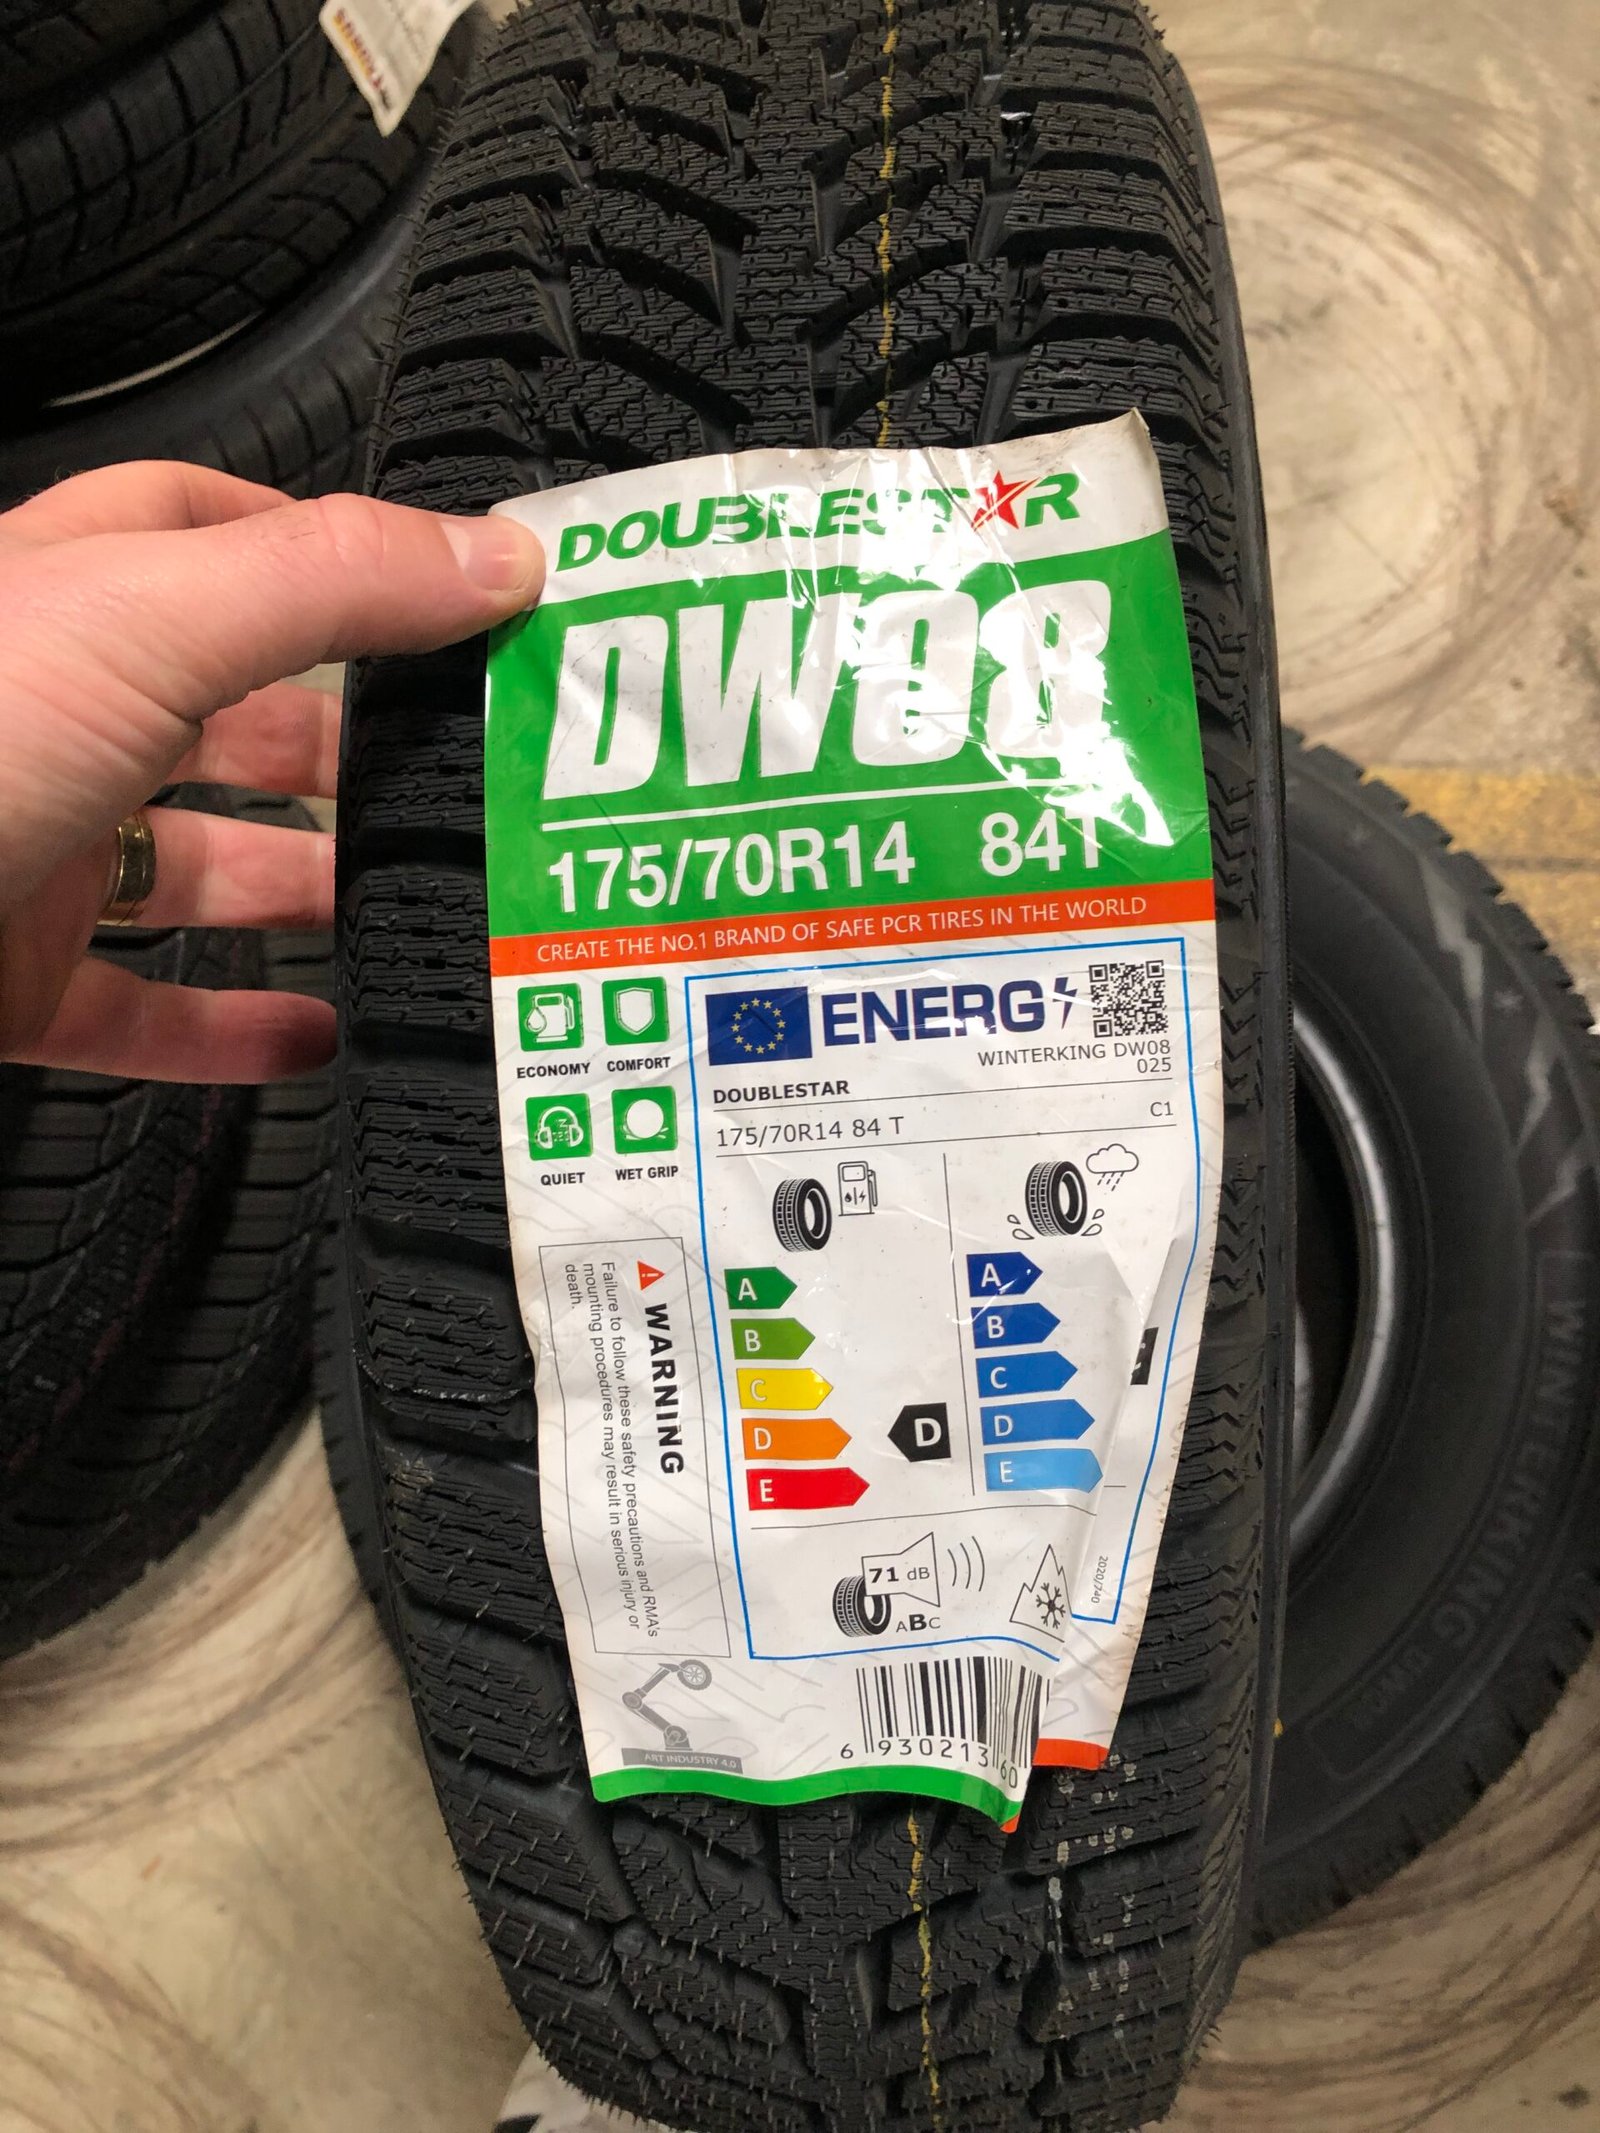 DOUBLESTAR
DW08
175/70R14 84T
CREATE THE NO.1 BRAND OF SAFE PCR TIRES IN THE WORLD
ECONOMY COMFORT
QUIET WET GRIP
ENERG
WINTERKING DW08
025
DOUBLESTAR
175/70R14 84 T C1
A
B
C
D
E
D
A
B
C
D
E
71 dB
ABC
2020/740
WARNING
Failure to follow these safety precautions and RMA's
mounting procedures may result in serious injury or
death.
ART INDUSTRY 4.0
6 930213 60
WINTERKING